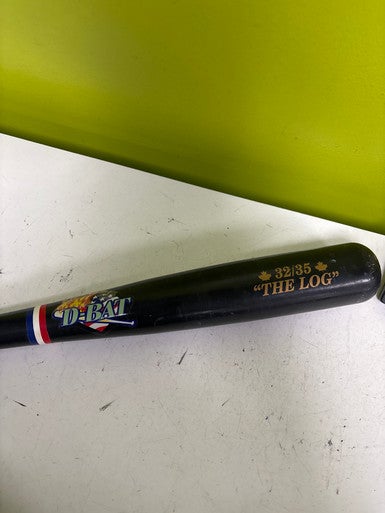 D-BAT
32|35
"THE LOG"